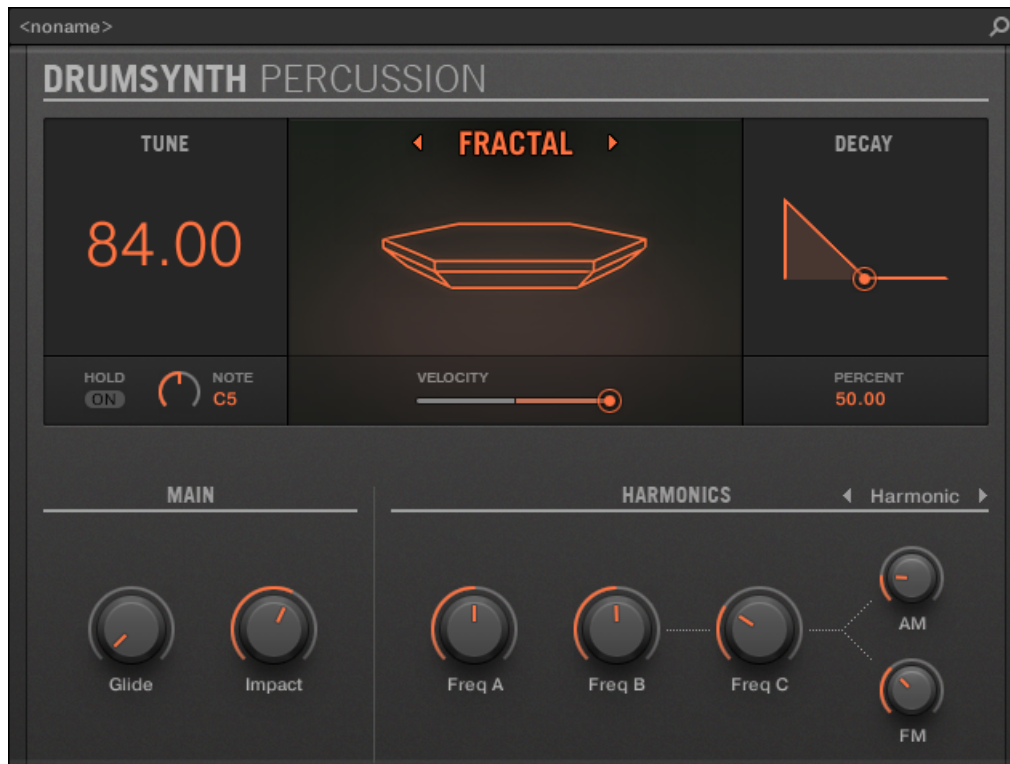 <noname>
DRUMSYNTH PERCUSSION
TUNE
FRACTAL
DECAY
84.00
HOLD
ON
NOTE
C5
VELOCITY
PERCENT
50.00
MAIN
HARMONICS
Harmonic
Glide
Impact
Freq A
Freq B
Freq C
AM
FM